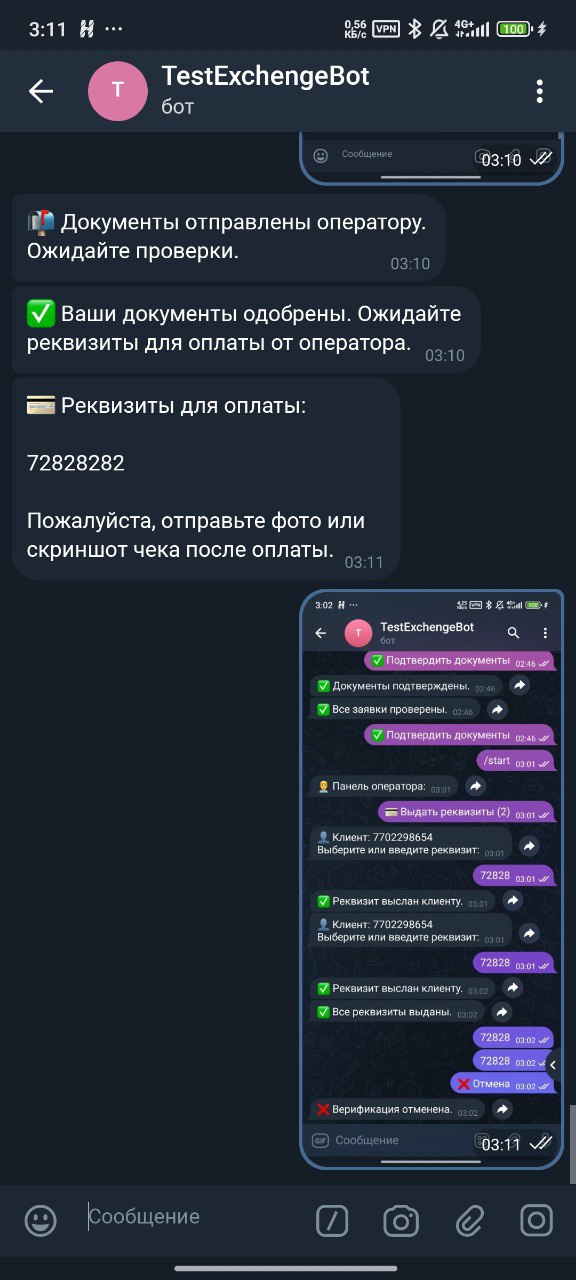 3:11
0,56
КБ/с
VPN
4G+
100
T
TestExchengeBot
бот
Сообщение
03:10
Документы отправлены оператору.
Ожидайте проверки.
03:10
Ваши документы одобрены. Ожидайте
реквизиты для оплаты от оператора.
03:10
Реквизиты для оплаты:
72828282
Пожалуйста, отправьте фото или
скриншот чека после оплаты.
03:11
3:02
VPN
100
T
TestExchengeBot
бот
Подтвердить документы 02:46
Документы подтверждены. 02:46
Все заявки проверены. 02:46
Подтвердить документы 02:46
/start 03:01
Панель оператора: 03:01
Выдать реквизиты (2) 03:01
Клиент: 7702298654
Выберите или введите реквизит: 03:01
72828 03:01
Реквизит выслан клиенту. 03:01
Клиент: 7702298654
Выберите или введите реквизит: 03:01
72828 03:01
Реквизит выслан клиенту. 03:02
Все реквизиты выданы. 03:02
72828 03:02
72828 03:02
Отмена 03:02
Верификация отменена. 03:02
GIF
Сообщение
03:11
Сообщение